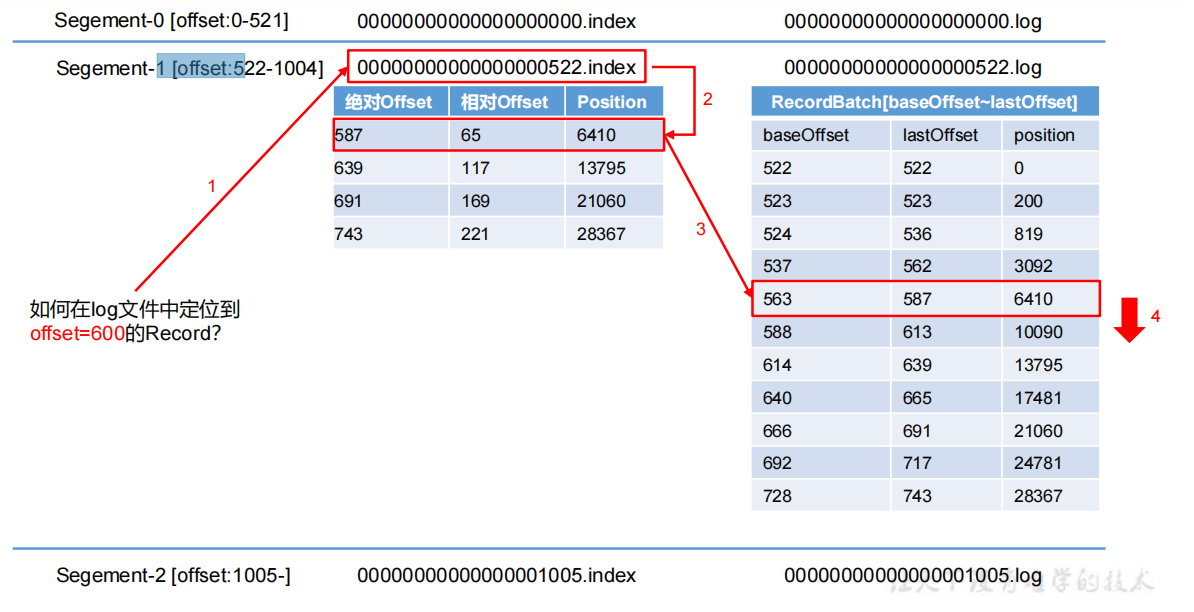 Segment-0 [offset:0-521] 00000000000000000000.index 00000000000000000000.log
Segement-1 [offset:522-1004] 00000000000000000522.index 00000000000000000522.log
绝对Offset 相对Offset Position
587 65 6410
639 117 13795
691 169 21060
743 221 28367
2
1
3
如何在log文件中定位到
offset=600的Record?
RecordBatch[baseOffset~lastOffset]
baseOffset lastOffset position
522 522 0
523 523 200
524 536 819
537 562 3092
563 587 6410
588 613 10090
614 639 13795
640 665 17481
666 691 21060
692 717 24781
728 743 28367
4
Segement-2 [offset:1005-] 00000000000000001005.index 00000000000000001005.log
学的技术